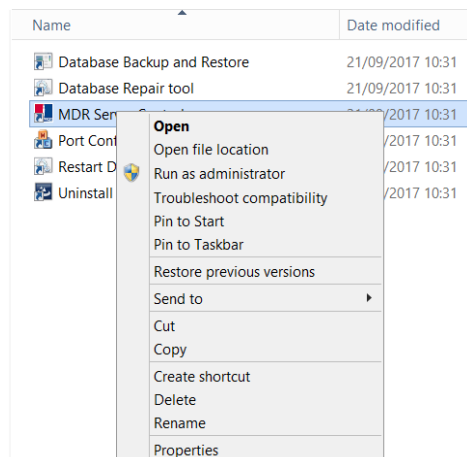 Name Date modified
Database Backup and Restore 21/09/2017 10:31
Database Repair tool 21/09/2017 10:31
MDR 21/09/2017 10:31
Port /2017 10:31
Restart /2017 10:31
Uninstall /2017 10:31
Open
Open file location
Run as administrator
Troubleshoot compatibility
Pin to Start
Pin to Taskbar
Restore previous versions
Send to
Cut
Copy
Create shortcut
Delete
Rename
Properties